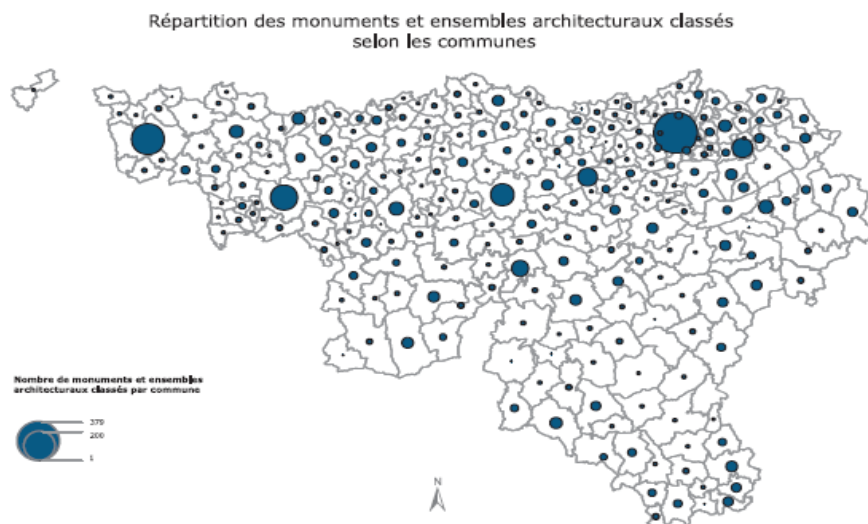 Répartition des monuments et ensembles architecturaux classés
selon les communes
Nombre de monuments et ensembles
architecturaux classés par commune
379
200
1
N